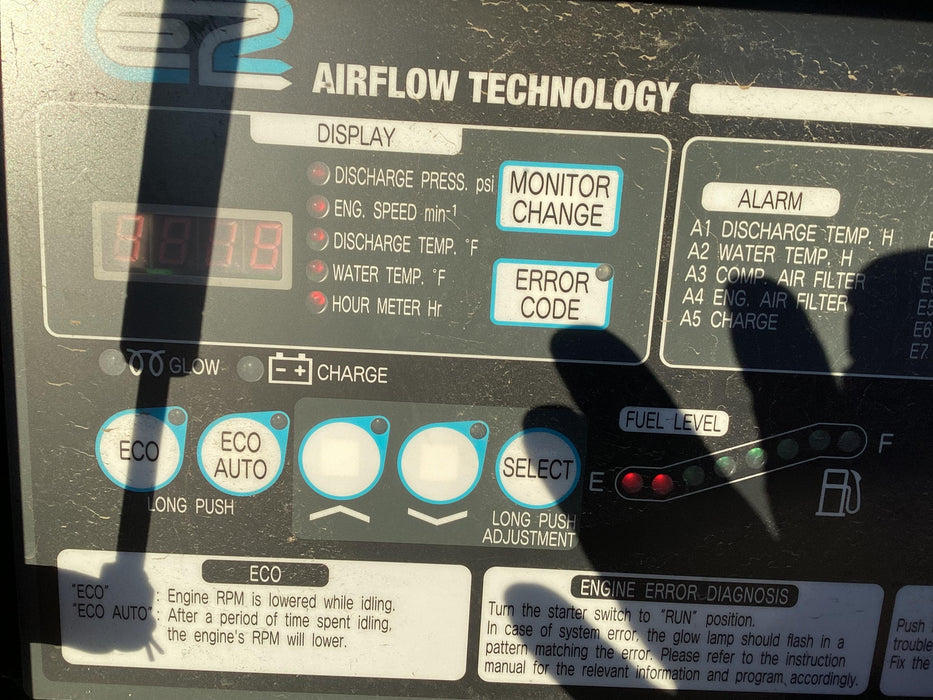 e2
AIRFLOW TECHNOLOGY
DISPLAY
DISCHARGE PRESS. psi
ENG. SPEED min⁻¹
DISCHARGE TEMP. °F
WATER TEMP. °F
HOUR METER Hr
MONITOR
CHANGE
ERROR
CODE
ALARM
A1 DISCHARGE TEMP. H
A2 WATER TEMP. H
A3 COMP. AIR FILTER
A4 ENG. AIR FILTER
A5 CHARGE
E6
E7
GLOW
- +
CHARGE
ECO
ECO
AUTO
LONG PUSH
SELECT
LONG PUSH
ADJUSTMENT
FUEL LEVEL
E
F
ECO
"ECO" : Engine RPM is lowered while idling.
"ECO AUTO" : After a period of time spent idling,
the engine's RPM will lower.
ENGINE ERROR DIAGNOSIS
Turn the starter switch to "RUN" position.
In case of system error, the glow lamp should flash in a
pattern matching the error. Please refer to the instruction
manual for the relevant information and program accordingly.
Push
trouble
Fix the